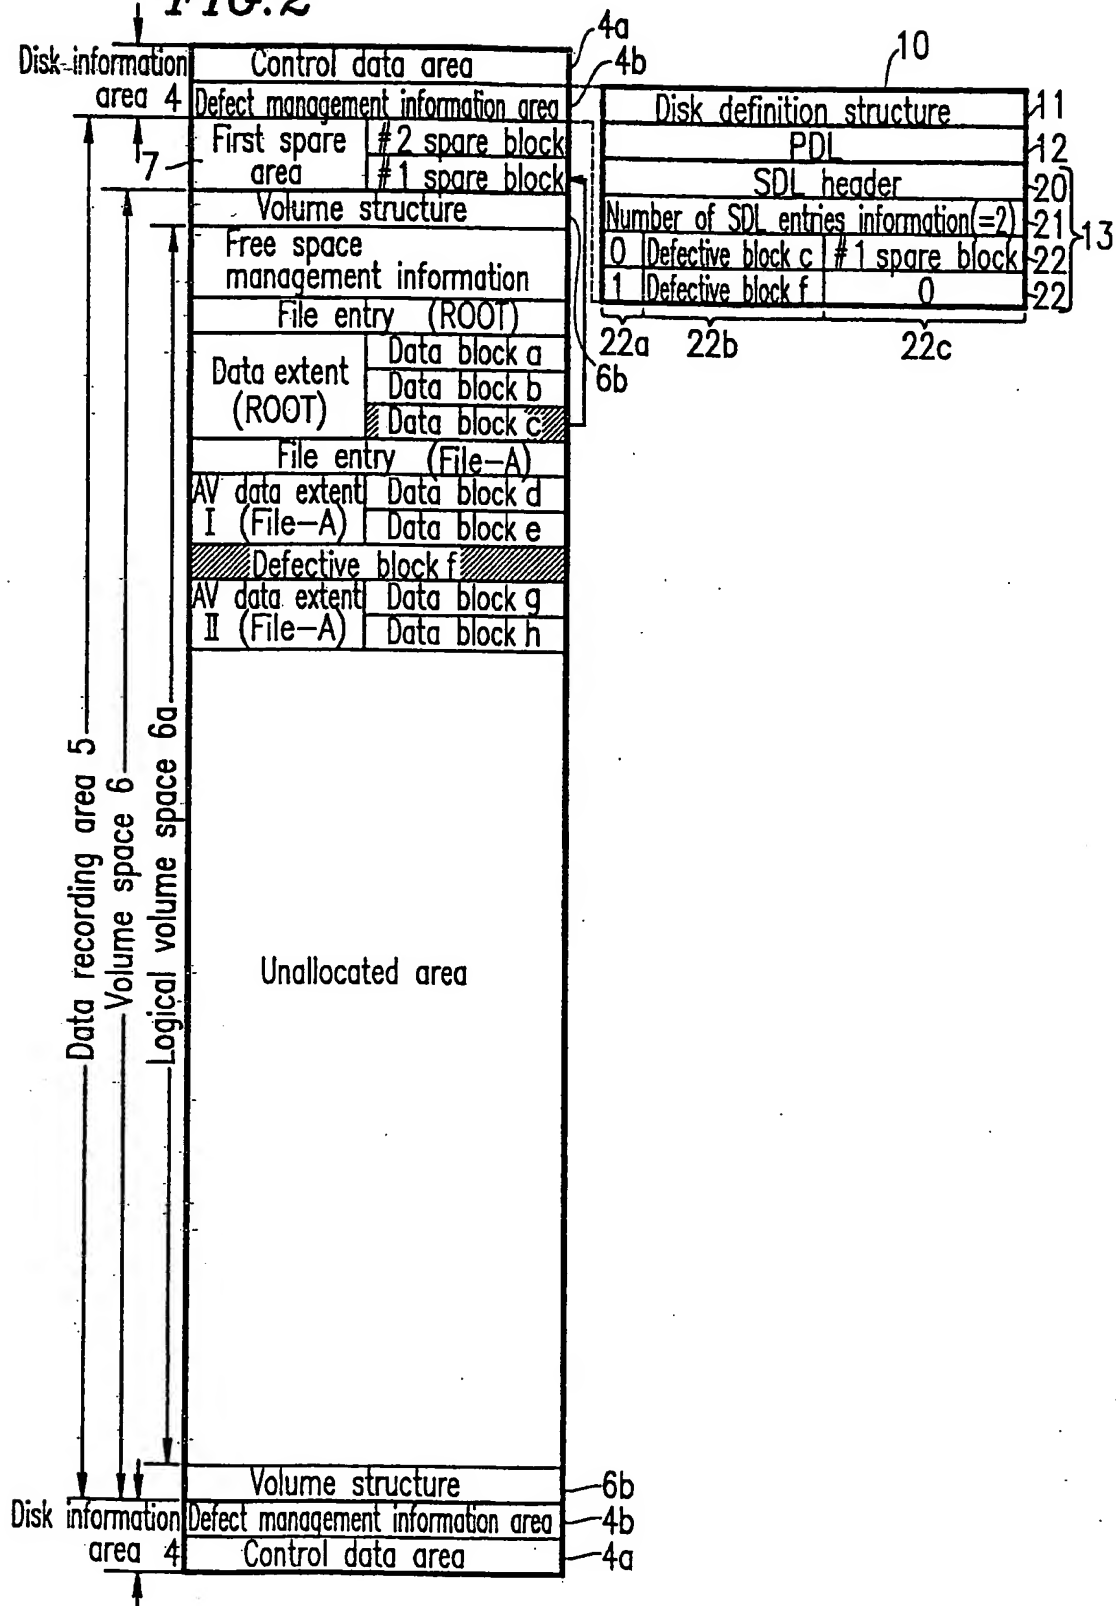 FIG.2
Disk information
area 4
Control data area
4a
Defect management information area
4b
7
First spare
area
#2 spare block
#1 spare block
Volume structure
6b
Free space
management information
File entry (ROOT)
Data extent
(ROOT)
Data block a
Data block b
Data block c
File entry (File–A)
AV data extent
I (File–A)
Data block d
Data block e
Defective block f
AV data extent
II (File–A)
Data block g
Data block h
Unallocated area
Data recording area 5
Volume space 6
Logical volume space 6a
Volume structure
6b
Disk information
area 4
Defect management information area
4b
Control data area
4a
10
Disk definition structure
11
PDL
12
SDL header
20
Number of SDL entries information(=2)
21
13
0 Defective block c #1 spare block
22
1 Defective block f 0
22
22a 22b 22c